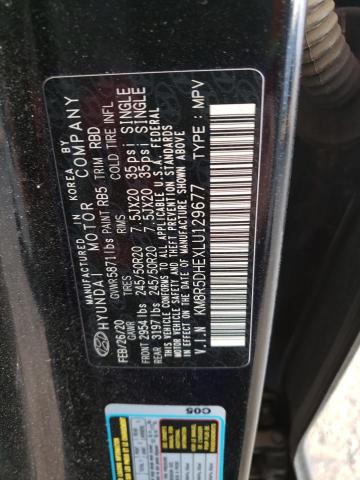 MANUFACTURED IN KOREA BY
HYUNDAI MOTOR COMPANY
FEB/26/20 GVWR 5871lbs PAINT RB5 TRIM RBD
GAWR TIRES RIMS COLD TIRE INFL
FRONT 2954lbs 245/50R20 7.5JX20 35psi SINGLE
REAR 3197lbs 245/50R20 7.5JX20 35psi SINGLE
THIS VEHICLE CONFORMS TO ALL APPLICABLE U.S.A. FEDERAL
MOTOR VEHICLE SAFETY, BUMPER, AND THEFT PREVENTION STANDARDS
IN EFFECT ON THE DATE OF MANUFACTURE SHOWN ABOVE.
V.I.N KM8R5DHEXLU129677 TYPE: MPV
C05